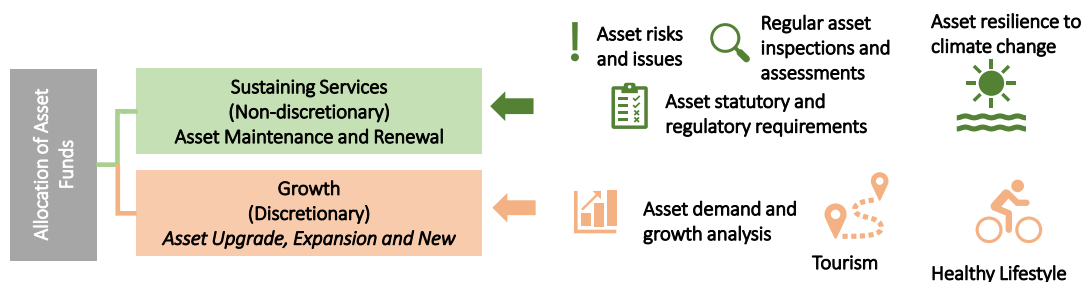 Allocation of Asset
Funds
Sustaining Services
(Non-discretionary)
Asset Maintenance and Renewal
Growth
(Discretionary)
Asset Upgrade, Expansion and New
Asset risks
and issues
Regular asset
inspections and
assessments
Asset resilience to
climate change
Asset statutory and
regulatory requirements
Asset demand and
growth analysis
Tourism
Healthy Lifestyle